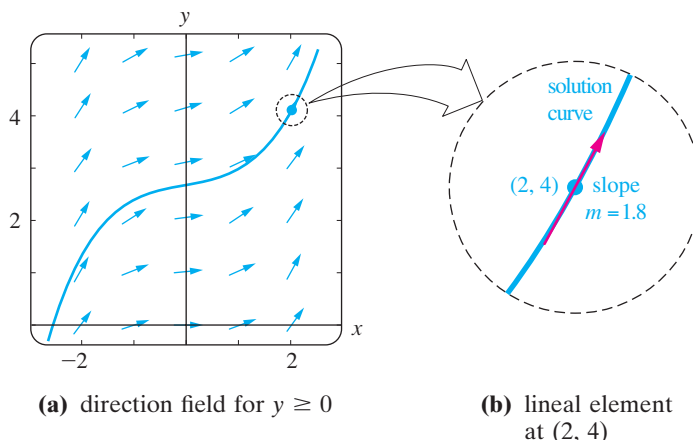 y
4
2
−2
2
x
solution
curve
(2, 4)
slope
m = 1.8
(a) direction field for y ≥ 0
(b) lineal element
at (2, 4)